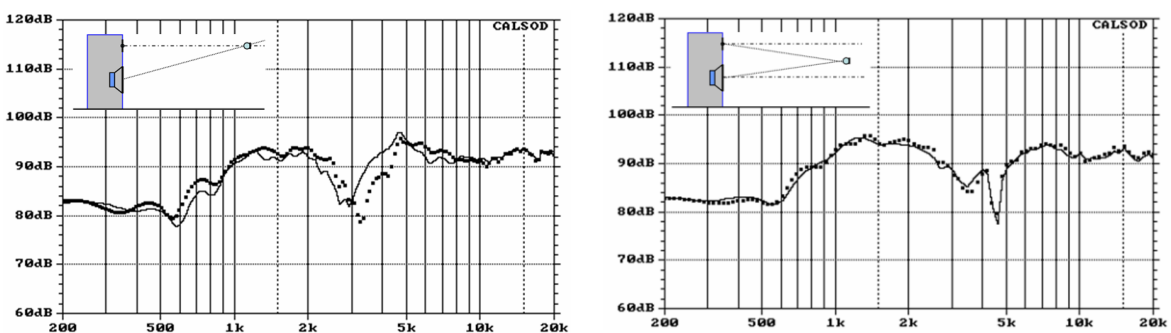 120dB
CALSOD
110dB
100dB
90dB
80dB
70dB
60dB
200 500 1k 2k 5k 10k 20k
120dB
CALSOD
110dB
100dB
90dB
80dB
70dB
60dB
200 500 1k 2k 5k 10k 20k